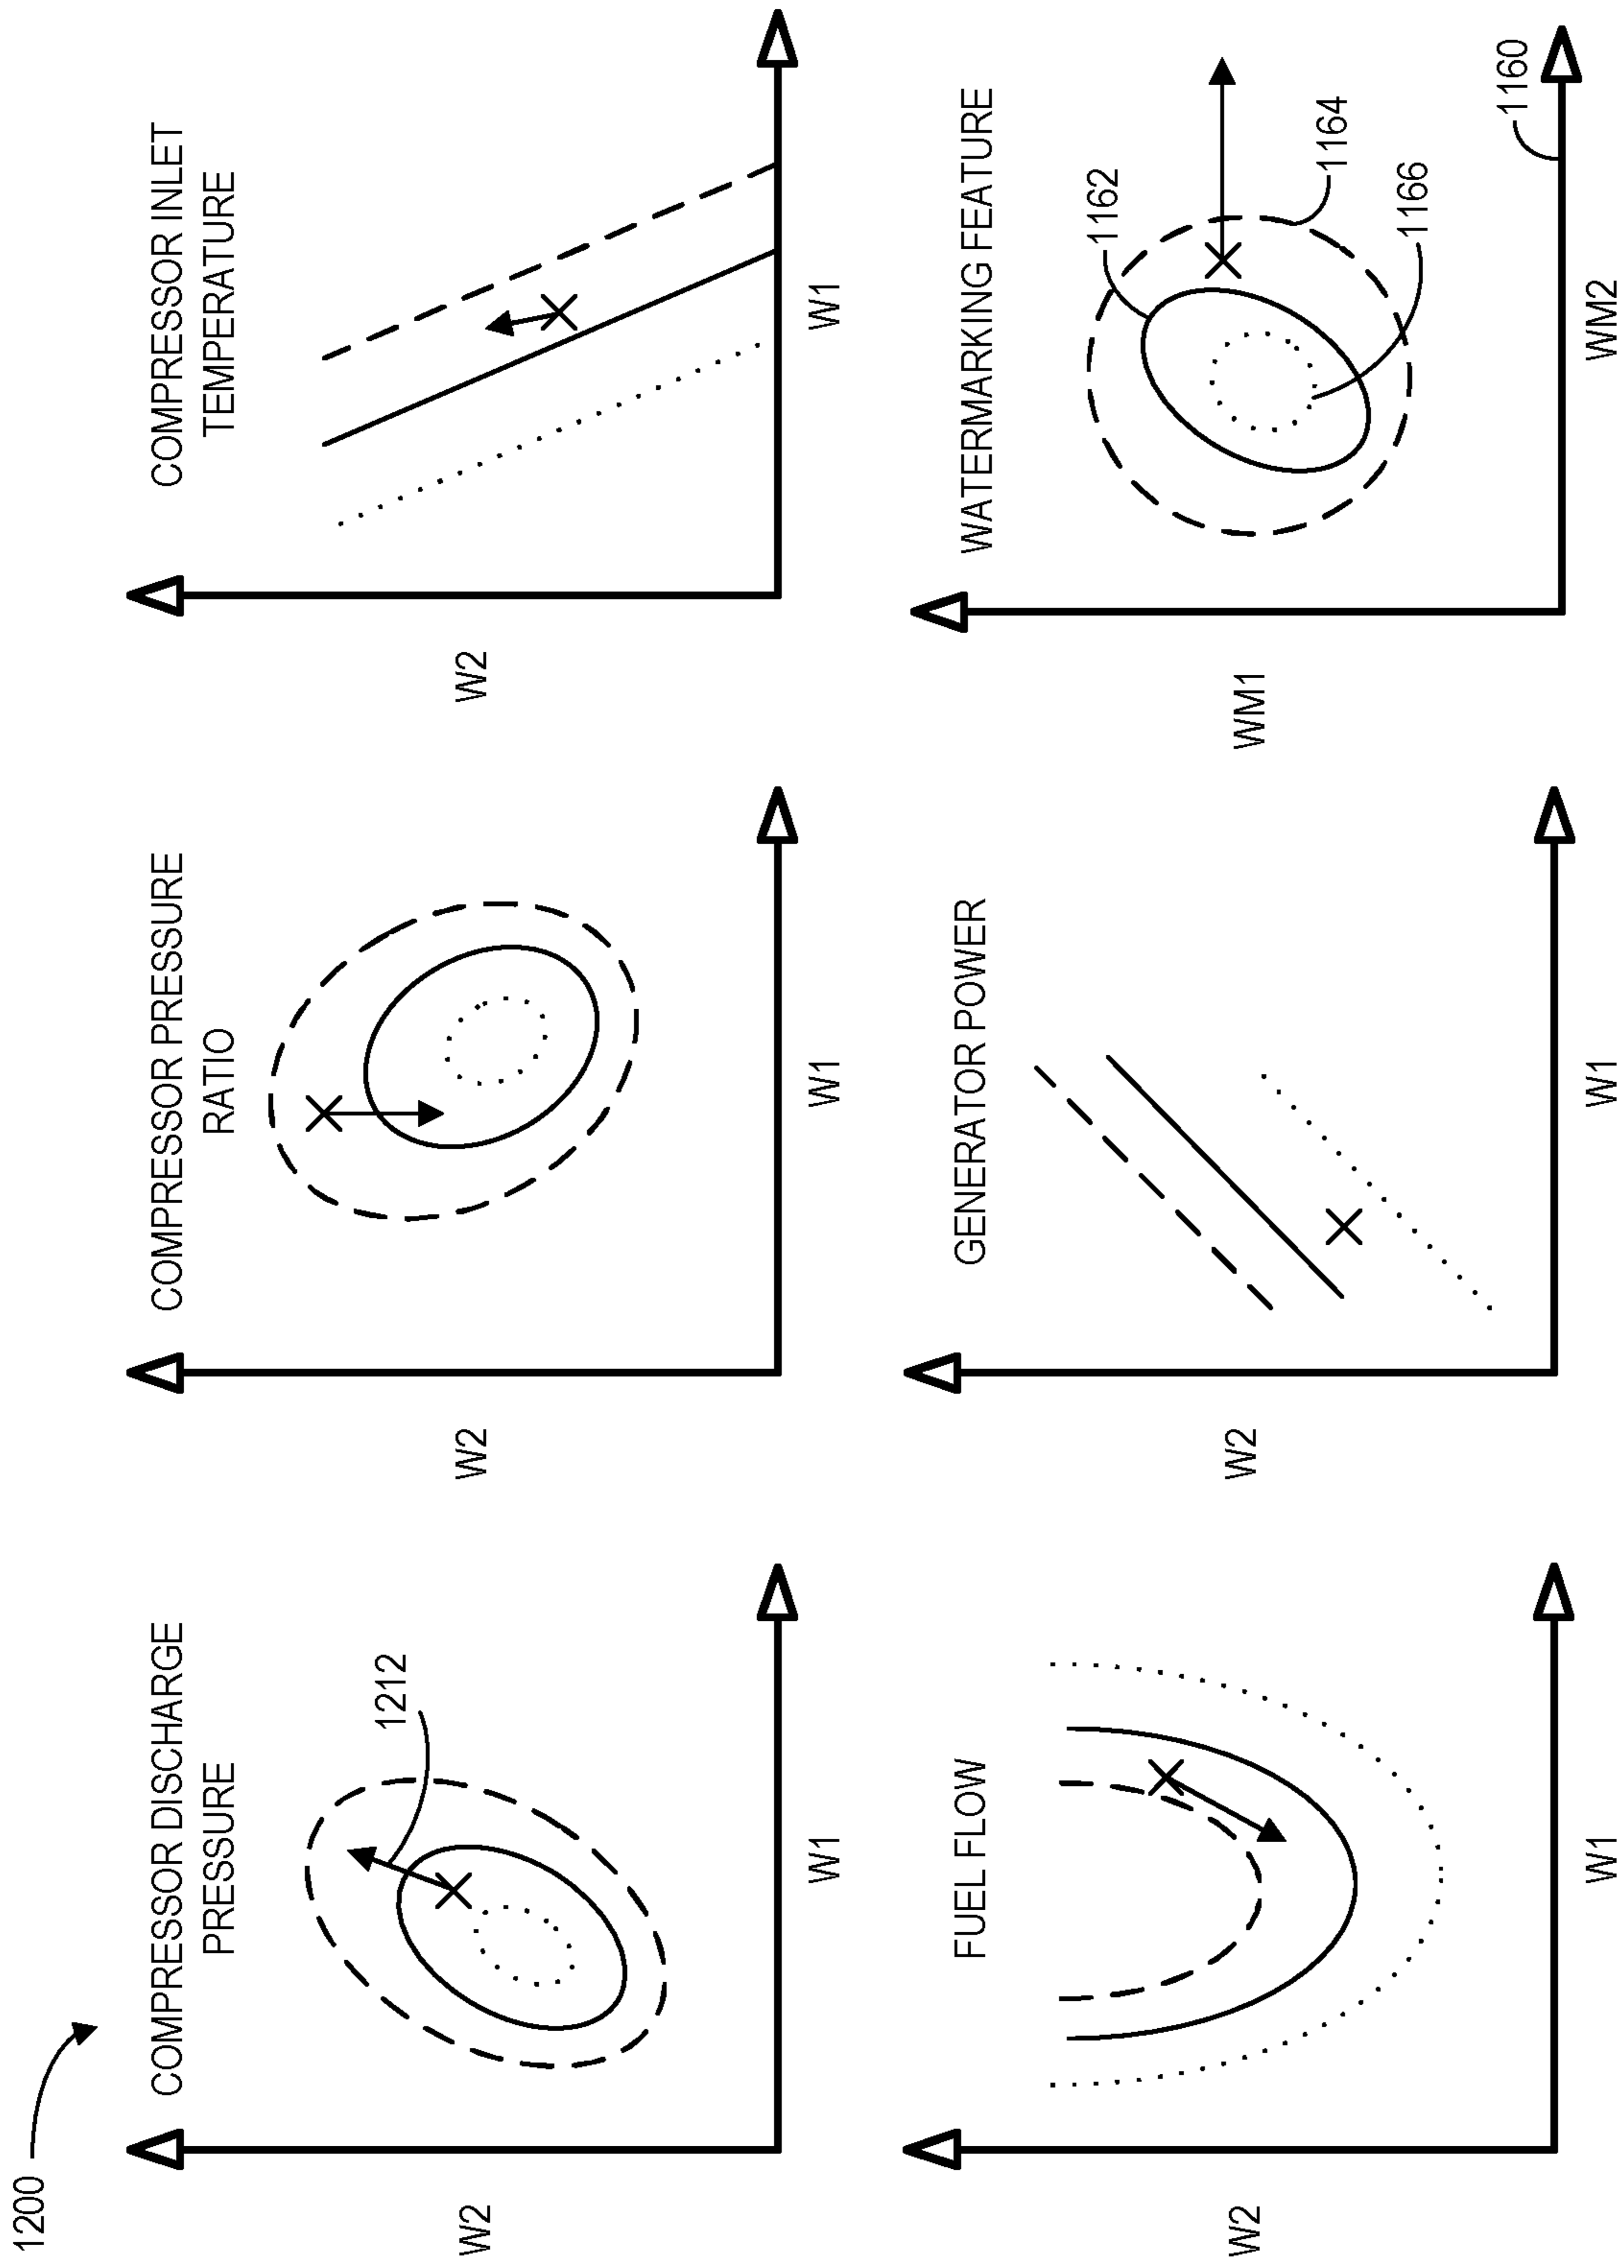 1200
COMPRESSOR DISCHARGE
PRESSURE
1212
W2
W1
COMPRESSOR PRESSURE
RATIO
W2
W1
COMPRESSOR INLET
TEMPERATURE
W2
W1
FUEL FLOW
W2
W1
GENERATOR POWER
W2
W1
WATERMARKING FEATURE
1162
1164
1166
1160
WM1
WM2